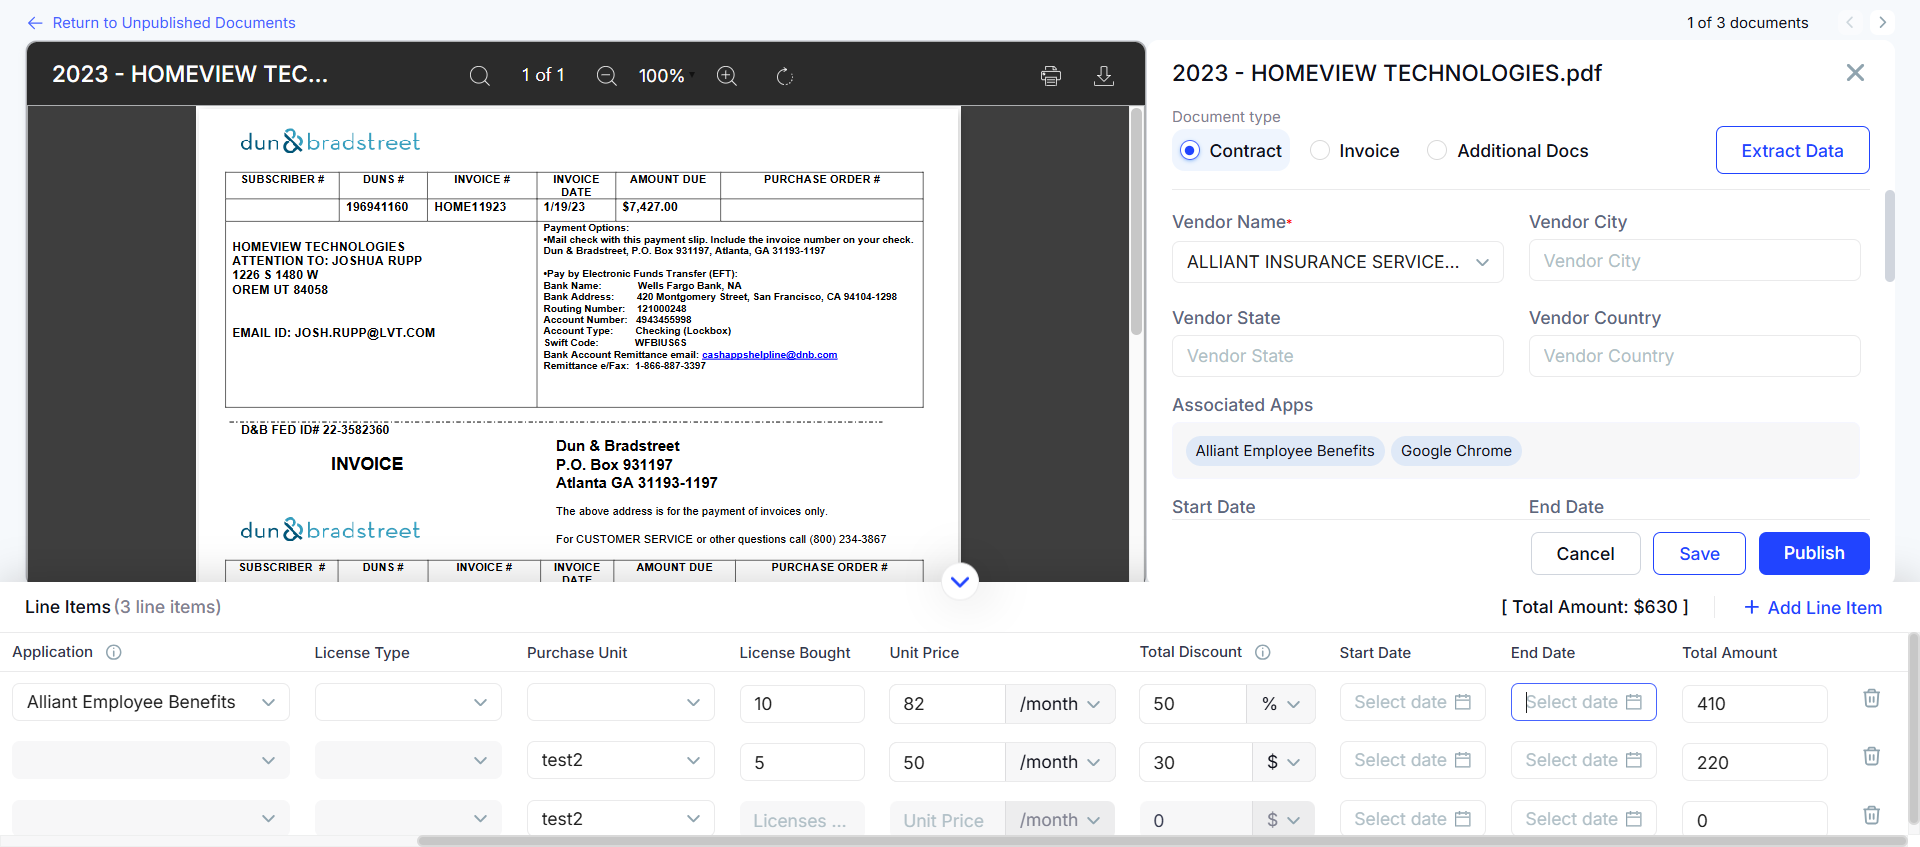 Return to Unpublished Documents
1 of 3 documents
2023 - HOMEVIEW TEC...
1 of 1
100%
dun & bradstreet
SUBSCRIBER # DUNS # INVOICE # INVOICE DATE AMOUNT DUE PURCHASE ORDER #
196941160 HOME11923 1/19/23 $7,427.00
HOMEVIEW TECHNOLOGIES
ATTENTION TO: JOSHUA RUPP
1226 S 1480 W
OREM UT 84058
EMAIL ID: JOSH.RUPP@LVT.COM
Payment Options:
•Mail check with this payment slip. Include the invoice number on your check.
Dun & Bradstreet, P.O. Box 931197, Atlanta, GA 31193-1197
•Pay by Electronic Funds Transfer (EFT):
Bank Name: Wells Fargo Bank, NA
Bank Address: 420 Montgomery Street, San Francisco, CA 94104-1298
Routing Number: 121000248
Account Number: 4943455998
Account Type: Checking (Lockbox)
Swift Code: WFBIUS6S
Bank Account Remittance email: cashappshelpline@dnb.com
Remittance e/Fax: 1-866-887-3397
D&B FED ID# 22-3582360
INVOICE
Dun & Bradstreet
P.O. Box 931197
Atlanta GA 31193-1197
The above address is for the payment of invoices only.
For CUSTOMER SERVICE or other questions call (800) 234-3867
dun & bradstreet
SUBSCRIBER # DUNS # INVOICE # INVOICE DATE AMOUNT DUE PURCHASE ORDER #
2023 - HOMEVIEW TECHNOLOGIES.pdf
Document type
Contract Invoice Additional Docs
Extract Data
Vendor Name* Vendor City
ALLIANT INSURANCE SERVICE... Vendor City
Vendor State Vendor Country
Vendor State Vendor Country
Associated Apps
Alliant Employee Benefits Google Chrome
Start Date End Date
Cancel Save Publish
Line Items (3 line items)
[ Total Amount: $630 ] + Add Line Item
Application License Type Purchase Unit License Bought Unit Price Total Discount Start Date End Date Total Amount
Alliant Employee Benefits 10 82 /month 50 % Select date Select date 410
test2 5 50 /month 30 $ Select date Select date 220
test2 Licenses ... Unit Price /month 0 $ Select date Select date 0